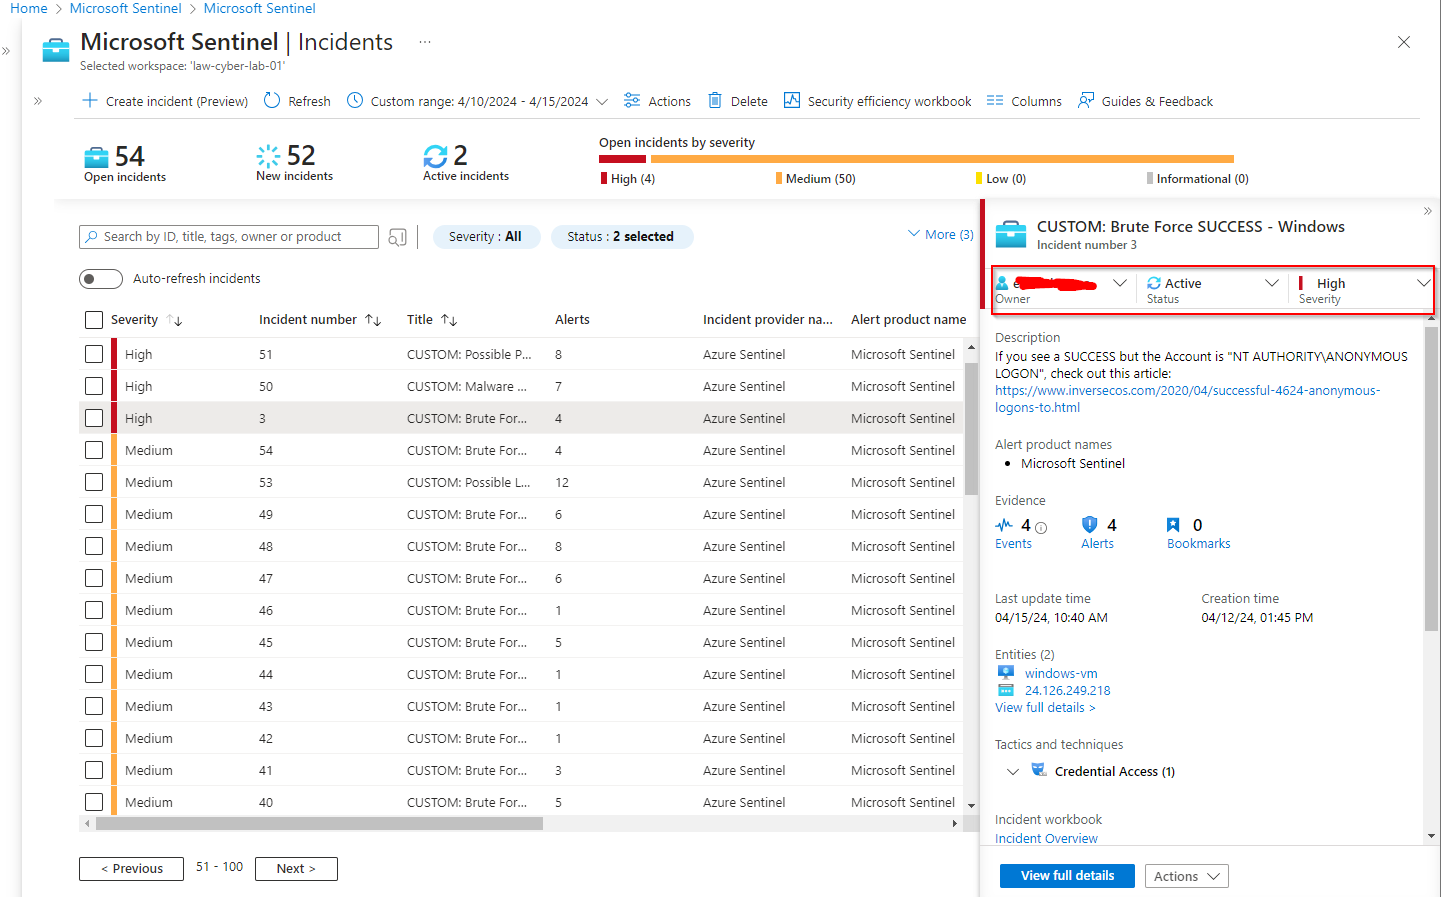 Home > Microsoft Sentinel > Microsoft Sentinel
Microsoft Sentinel | Incidents ...
Selected workspace: 'law-cyber-lab-01'
Create incident (Preview) Refresh Custom range: 4/10/2024 - 4/15/2024 Actions Delete Security efficiency workbook Columns Guides & Feedback
54 Open incidents
52 New incidents
2 Active incidents
Open incidents by severity
High (4) Medium (50) Low (0) Informational (0)
Search by ID, title, tags, owner or product Severity : All Status : 2 selected More (3)
Auto-refresh incidents
Severity Incident number Title Alerts Incident provider na... Alert product name
High 51 CUSTOM: Possible P... 8 Azure Sentinel Microsoft Sentinel
High 50 CUSTOM: Malware ... 7 Azure Sentinel Microsoft Sentinel
High 3 CUSTOM: Brute For... 4 Azure Sentinel Microsoft Sentinel
Medium 54 CUSTOM: Brute For... 4 Azure Sentinel Microsoft Sentinel
Medium 53 CUSTOM: Possible L... 12 Azure Sentinel Microsoft Sentinel
Medium 49 CUSTOM: Brute For... 6 Azure Sentinel Microsoft Sentinel
Medium 48 CUSTOM: Brute For... 8 Azure Sentinel Microsoft Sentinel
Medium 47 CUSTOM: Brute For... 6 Azure Sentinel Microsoft Sentinel
Medium 46 CUSTOM: Brute For... 1 Azure Sentinel Microsoft Sentinel
Medium 45 CUSTOM: Brute For... 5 Azure Sentinel Microsoft Sentinel
Medium 44 CUSTOM: Brute For... 1 Azure Sentinel Microsoft Sentinel
Medium 43 CUSTOM: Brute For... 1 Azure Sentinel Microsoft Sentinel
Medium 42 CUSTOM: Brute For... 1 Azure Sentinel Microsoft Sentinel
Medium 41 CUSTOM: Brute For... 3 Azure Sentinel Microsoft Sentinel
Medium 40 CUSTOM: Brute For... 5 Azure Sentinel Microsoft Sentinel
< Previous 51 - 100 Next >
CUSTOM: Brute Force SUCCESS - Windows
Incident number 3
Active High
Owner Status Severity
Description
If you see a SUCCESS but the Account is "NT AUTHORITY\ANONYMOUS
LOGON", check out this article:
https://www.inversecos.com/2020/04/successful-4624-anonymous-
logons-to.html
Alert product names
• Microsoft Sentinel
Evidence
4 4 0
Events Alerts Bookmarks
Last update time Creation time
04/15/24, 10:40 AM 04/12/24, 01:45 PM
Entities (2)
windows-vm
24.126.249.218
View full details >
Tactics and techniques
Credential Access (1)
Incident workbook
Incident Overview
View full details Actions